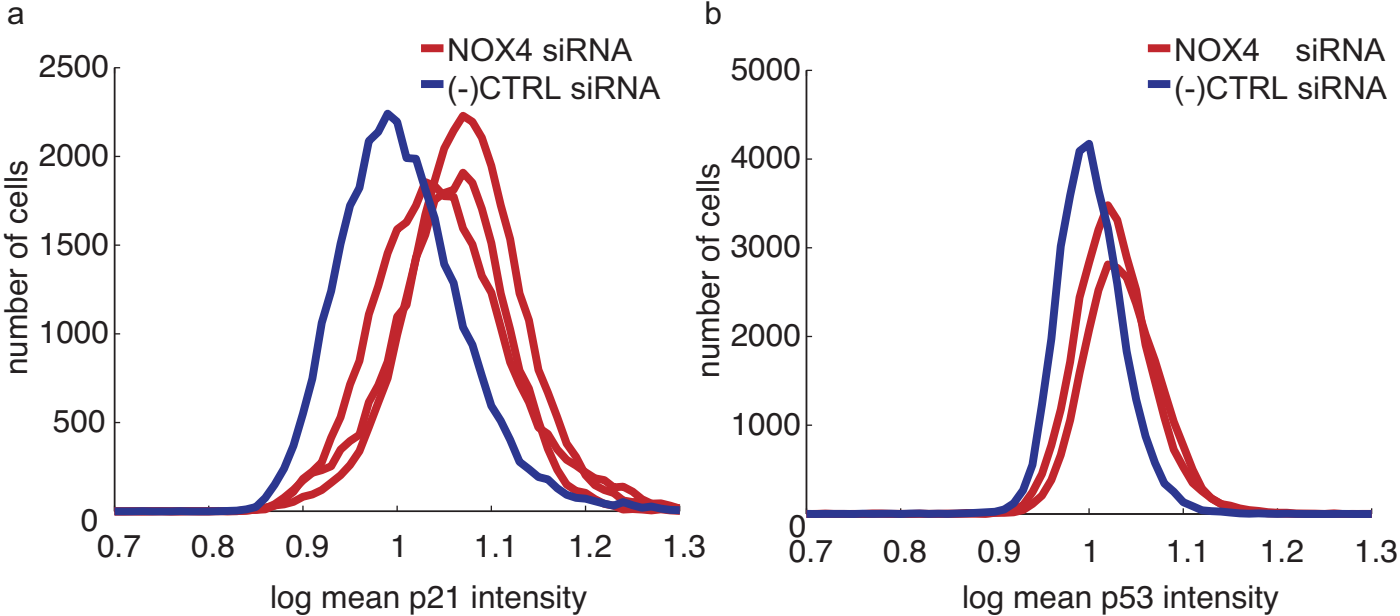 a
NOX4 siRNA
(-)CTRL siRNA
2500
2000
1500
1000
500
0
number of cells
0.7 0.8 0.9 1 1.1 1.2 1.3
log mean p21 intensity
b
NOX4 siRNA
(-)CTRL siRNA
5000
4000
3000
2000
1000
0
number of cells
0.7 0.8 0.9 1 1.1 1.2 1.3
log mean p53 intensity